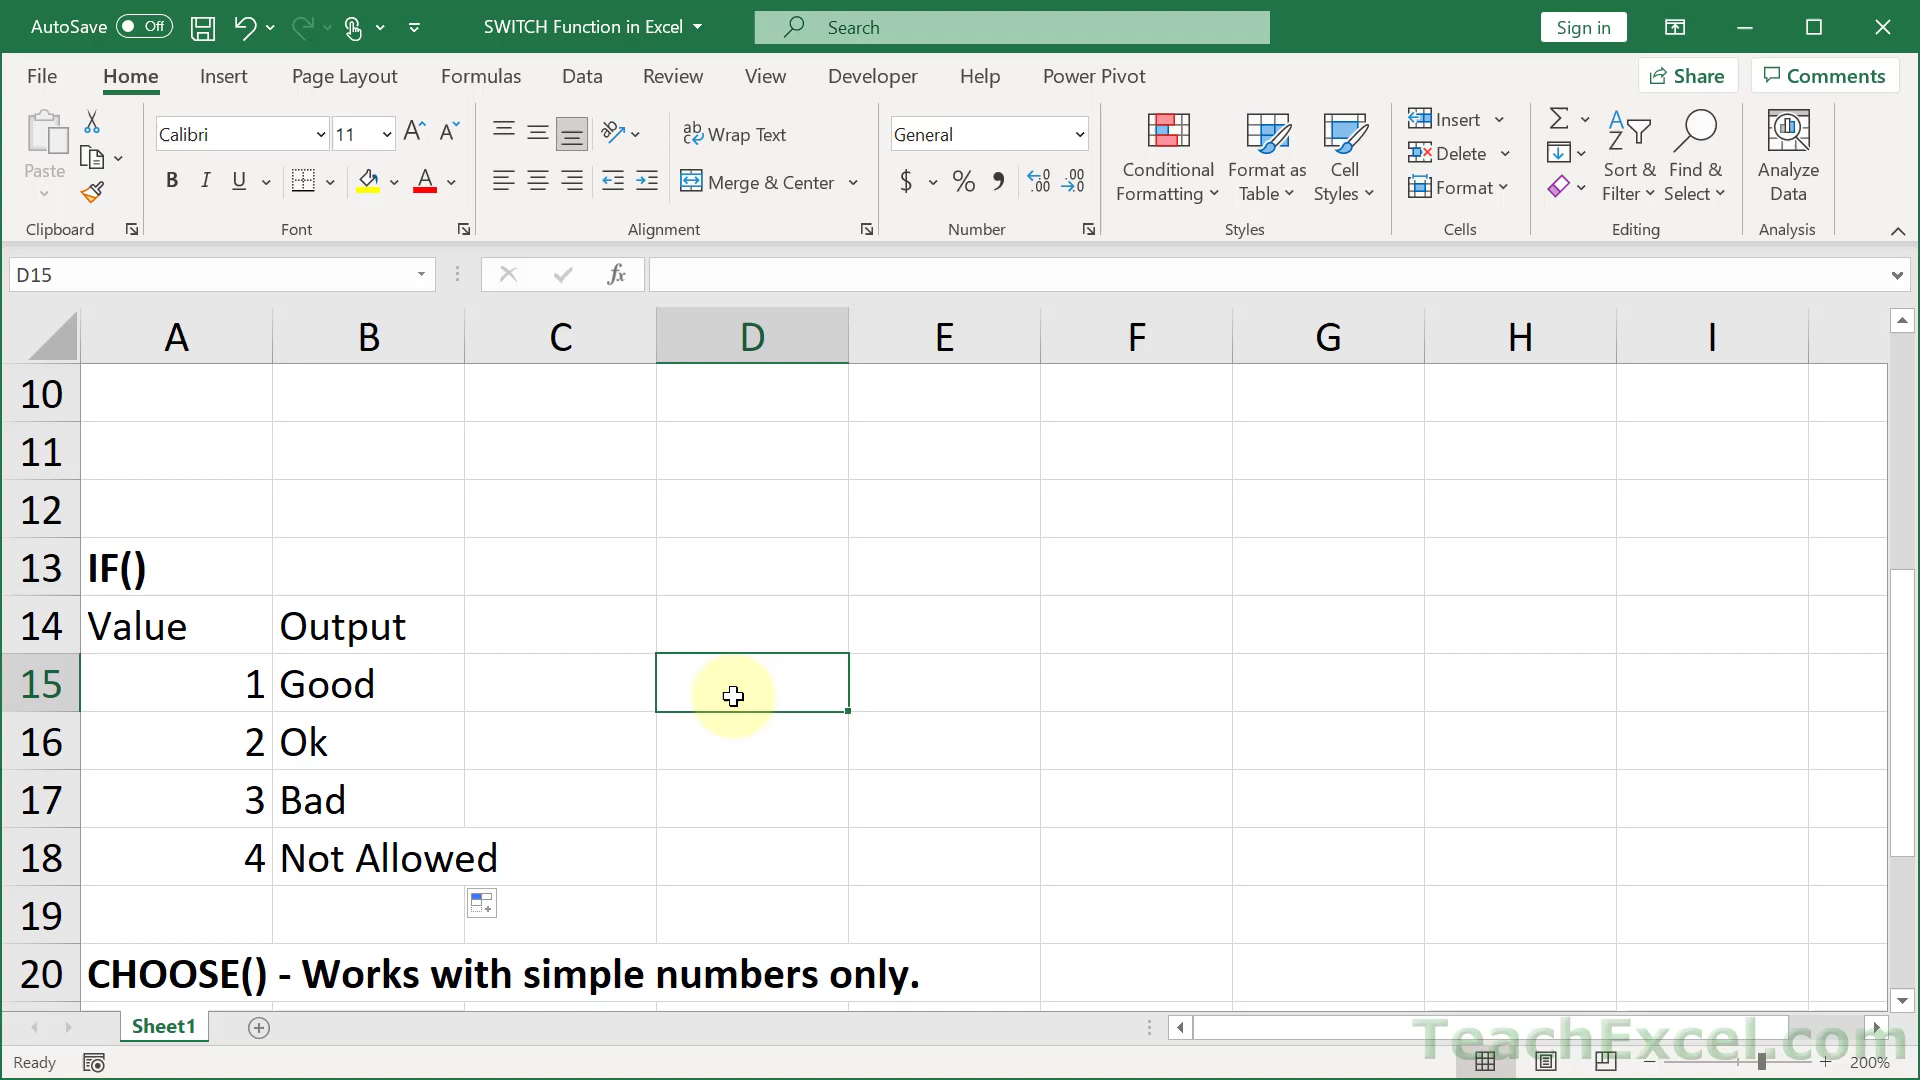 AutoSave Off SWITCH Function in Excel Search Sign in
File Home Insert Page Layout Formulas Data Review View Developer Help Power Pivot Share Comments
Paste Calibri 11 Wrap Text General Conditional Formatting Format as Table Cell Styles Insert Sort & Filter Find & Select Analyze Data
B I U Merge & Center $ % Delete
Format
Clipboard Font Alignment Number Styles Cells Editing Analysis
D15 fx
A B C D E F G H I
10
11
12
13 IF()
14 Value Output
15 1 Good
16 2 Ok
17 3 Bad
18 4 Not Allowed
19
20 CHOOSE() - Works with simple numbers only.
Sheet1
TeachExcel.com
Ready 200%